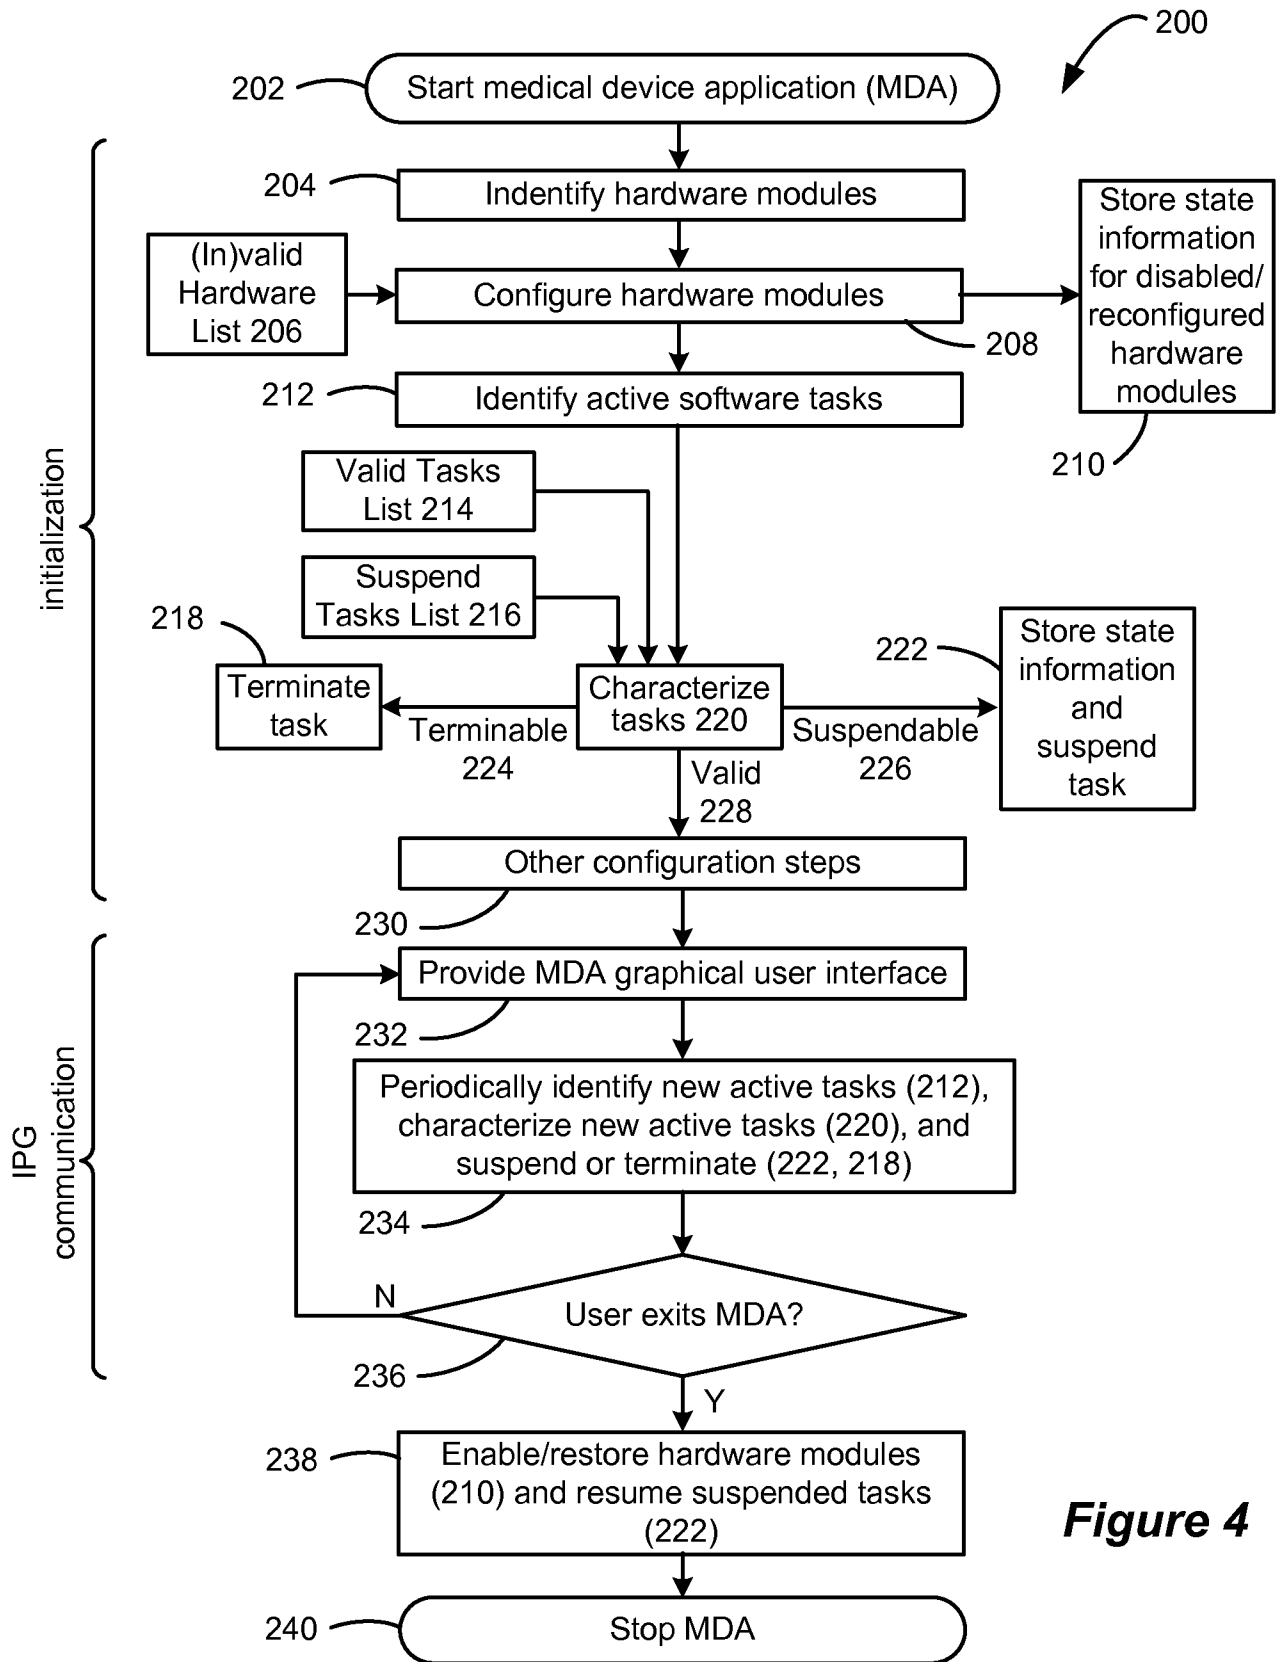 200
202
Start medical device application (MDA)
204
Indentify hardware modules
(In)valid
Hardware
List 206
Configure hardware modules
208
Store state
information
for disabled/
reconfigured
hardware
modules
210
212
Identify active software tasks
initialization
Valid Tasks
List 214
Suspend
Tasks List 216
218
Terminate
task
Terminable
224
Characterize
tasks 220
Suspendable
226
222
Store state
information
and
suspend
task
Valid
228
Other configuration steps
230
IPG
communication
Provide MDA graphical user interface
232
Periodically identify new active tasks (212),
characterize new active tasks (220), and
suspend or terminate (222, 218)
234
N
User exits MDA?
236
Y
238
Enable/restore hardware modules
(210) and resume suspended tasks
(222)
Figure 4
240
Stop MDA